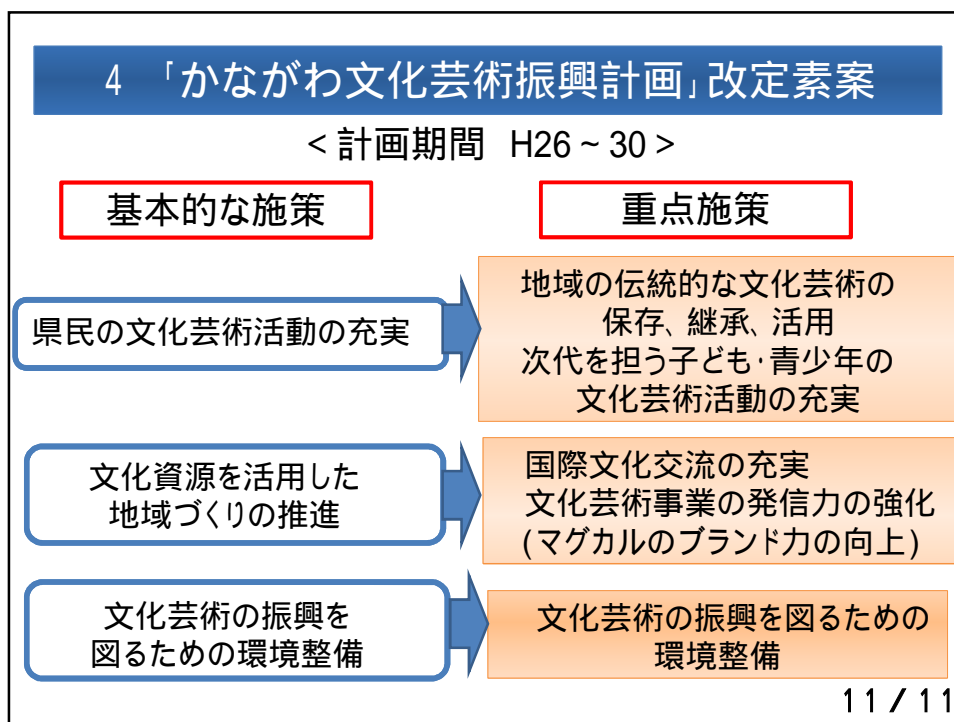 4 「かながわ文化芸術振興計画」改定素案
<計画期間 H26~30>
基本的な施策
重点施策
県民の文化芸術活動の充実
地域の伝統的な文化芸術の
保存、継承、活用
次代を担う子ども・青少年の
文化芸術活動の充実
文化資源を活用した
地域づくりの推進
国際文化交流の充実
文化芸術事業の発信力の強化
(マグカルのブランド力の向上)
文化芸術の振興を
図るための環境整備
文化芸術の振興を図るための
環境整備
11/11